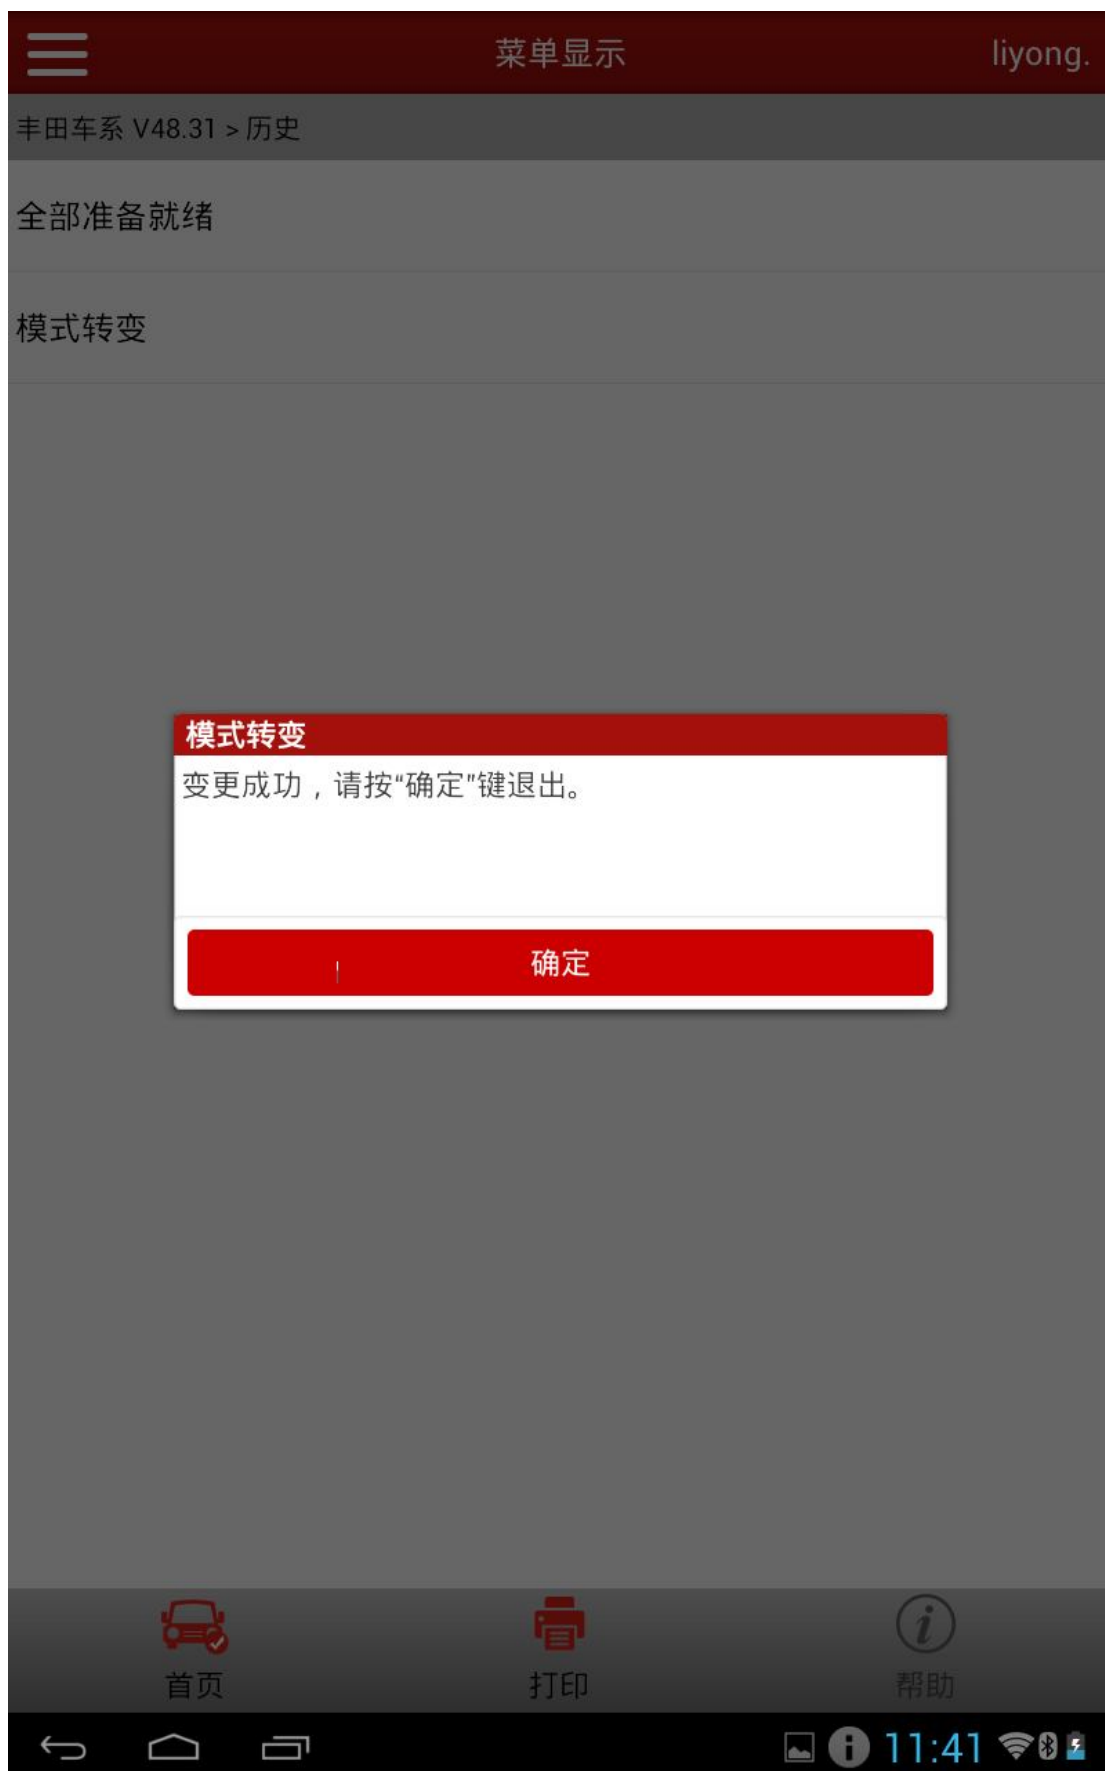 菜单显示
liyong.
丰田车系 V48.31 > 历史
全部准备就绪
模式转变
模式转变
变更成功，请按“确定”键退出。
确定
首页
打印
帮助
11:41